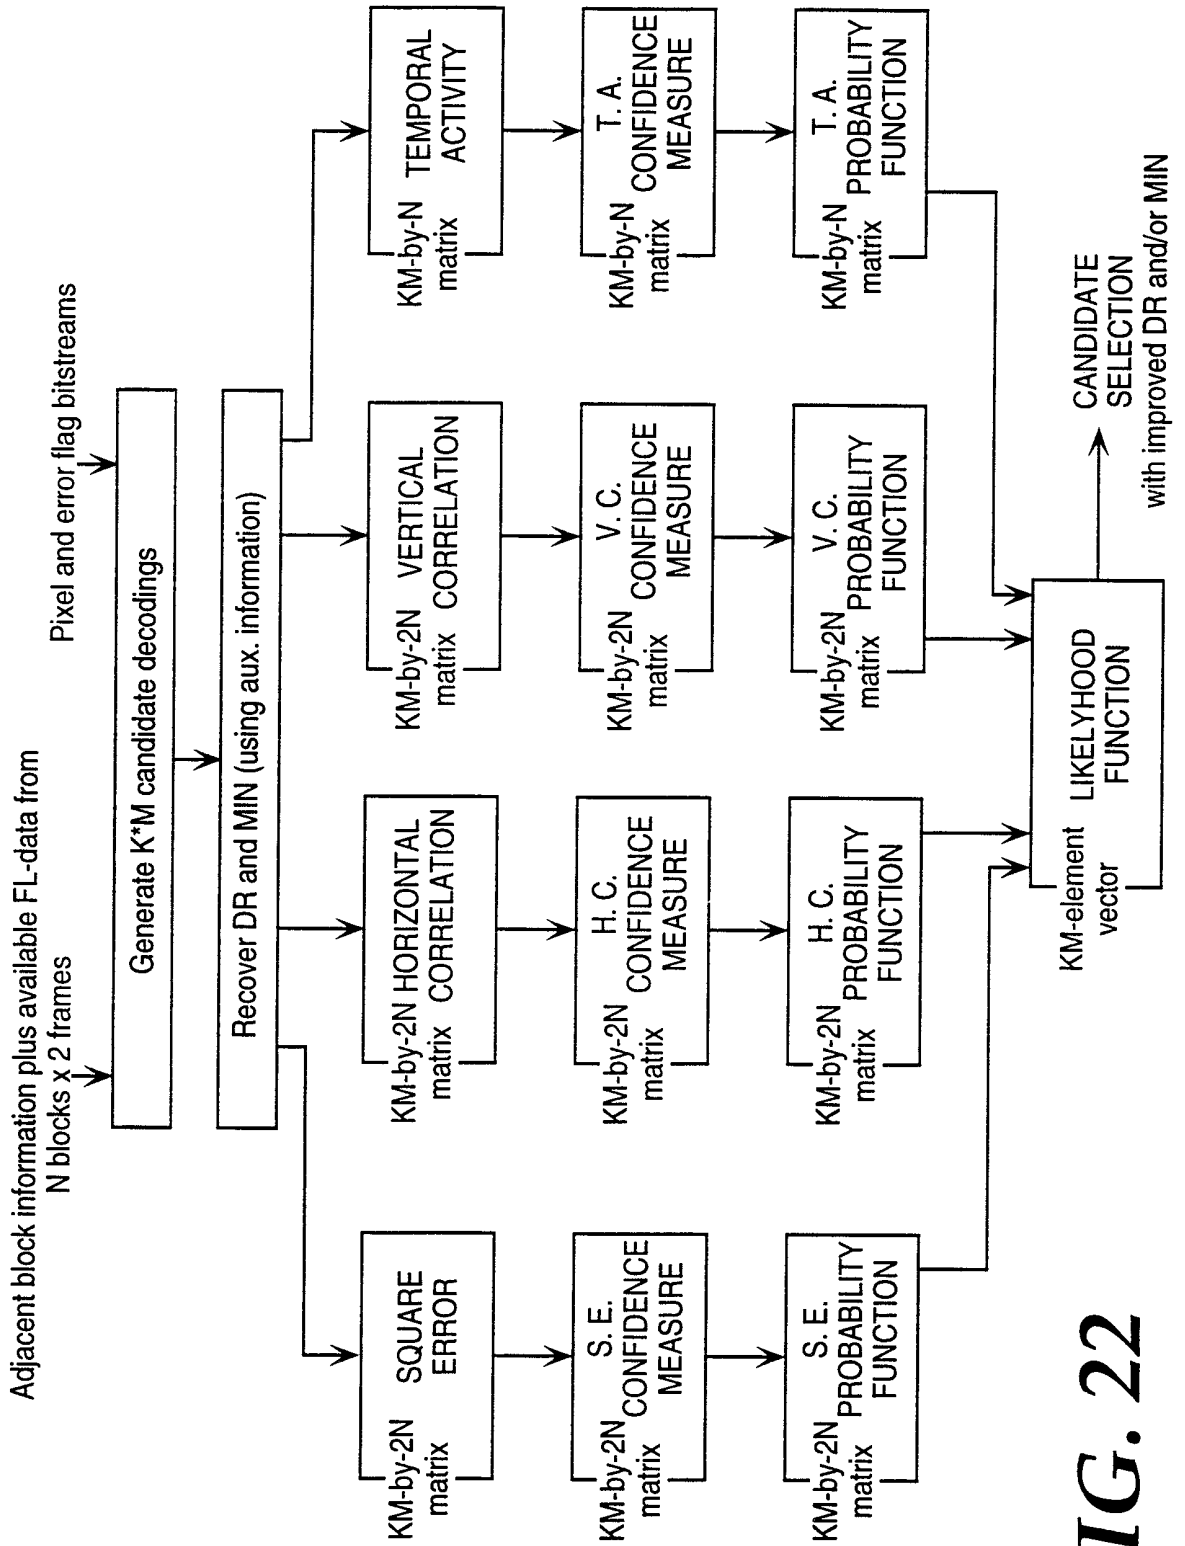 Adjacent block information plus available FL-data from
N blocks x 2 frames
Pixel and error flag bitstreams
Generate K*M candidate decodings
Recover DR and MIN (using aux. information)
KM-by-2N
matrix
SQUARE
ERROR
KM-by-2N
matrix
HORIZONTAL
CORRELATION
KM-by-2N
matrix
VERTICAL
CORRELATION
KM-by-N
matrix
TEMPORAL
ACTIVITY
KM-by-2N
matrix
S. E.
CONFIDENCE
MEASURE
KM-by-2N
matrix
H. C.
CONFIDENCE
MEASURE
KM-by-2N
matrix
V. C.
CONFIDENCE
MEASURE
KM-by-N
matrix
T. A.
CONFIDENCE
MEASURE
KM-by-2N
matrix
S. E.
PROBABILITY
FUNCTION
KM-by-2N
matrix
H. C.
PROBABILITY
FUNCTION
KM-by-2N
matrix
V. C.
PROBABILITY
FUNCTION
KM-by-N
matrix
T. A.
PROBABILITY
FUNCTION
KM-element
vector
LIKELYHOOD
FUNCTION
CANDIDATE
SELECTION
with improved DR and/or MIN
IG. 22